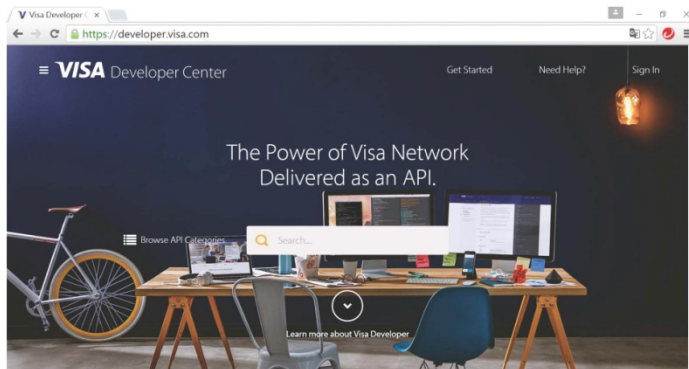 Visa Developer C
https://developer.visa.com
VISA Developer Center
Get Started
Need Help?
Sign In
The Power of Visa Network
Delivered as an API.
Browse API Categories
Search...
Learn more about Visa Developer